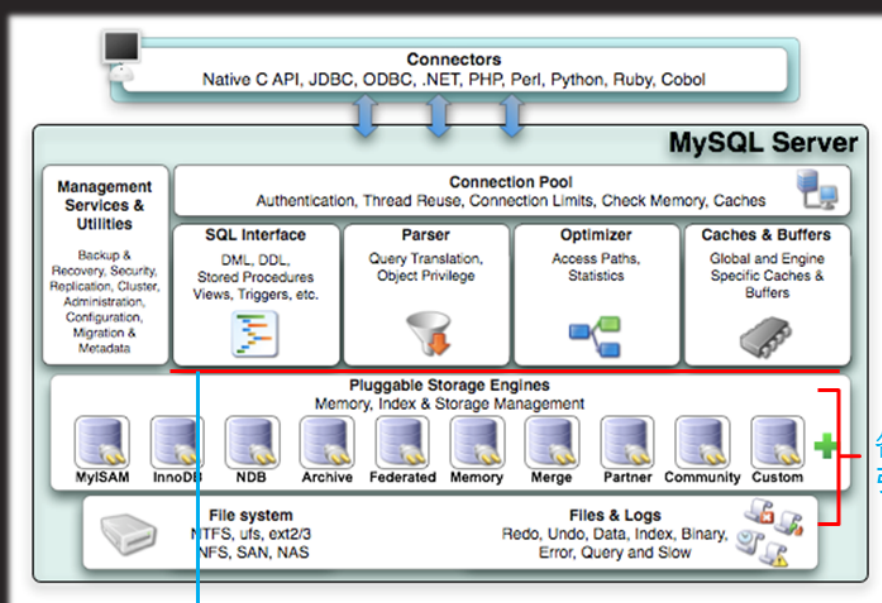 Connectors
Native C API, JDBC, ODBC, .NET, PHP, Perl, Python, Ruby, Cobol
MySQL Server
Management
Services &
Utilities
Backup &
Recovery, Security,
Replication, Cluster,
Administration,
Configuration,
Migration &
Metadata
Connection Pool
Authentication, Thread Reuse, Connection Limits, Check Memory, Caches
SQL Interface
DML, DDL,
Stored Procedures
Views, Triggers, etc.
Parser
Query Translation,
Object Privilege
Optimizer
Access Paths,
Statistics
Caches & Buffers
Global and Engine
Specific Caches &
Buffers
Pluggable Storage Engines
Memory, Index & Storage Management
MyISAM
InnoDB
NDB
Archive
Federated
Memory
Merge
Partner
Community
Custom
File system
NTFS, ufs, ext2/3
NFS, SAN, NAS
Files & Logs
Redo, Undo, Data, Index, Binary,
Error, Query and Slow